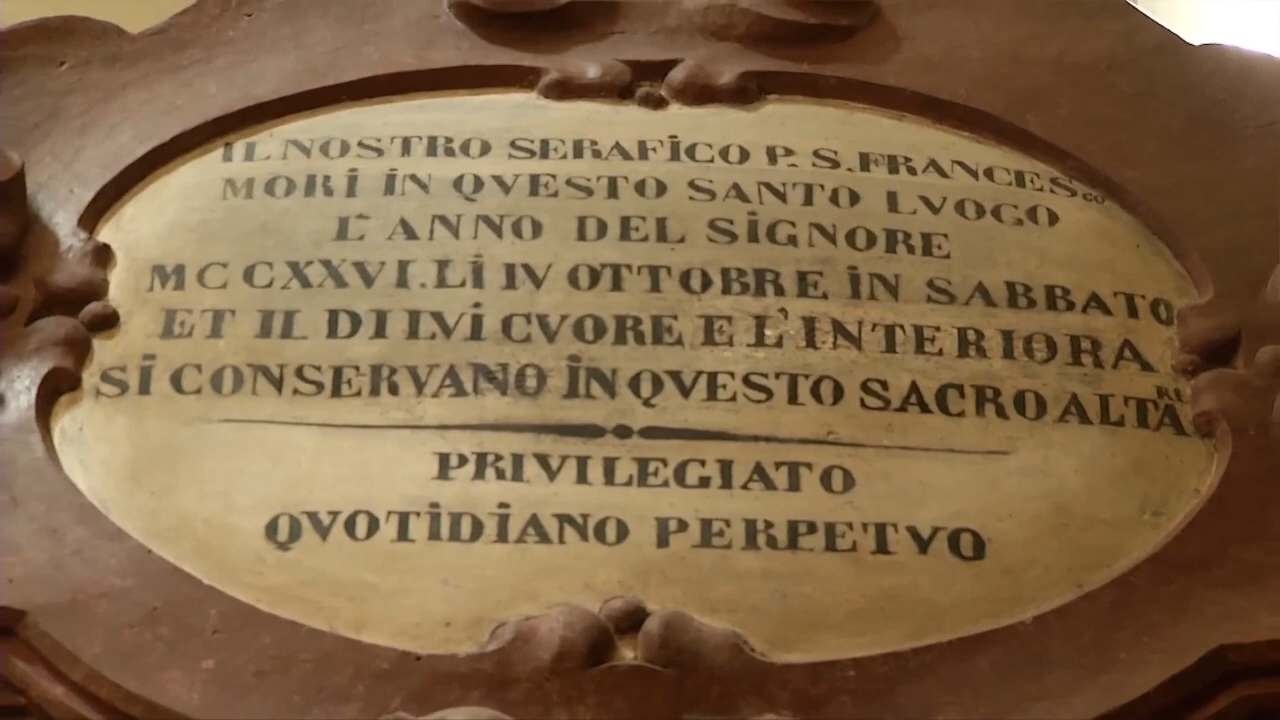 IL NOSTRO SERAFiCO P. S. FRANCESco
MORi iN QVESTO SANTO LVOGO
L' ANNO DEL SiGNORE
MCCXXVI. Li IV OTTOBRE iN SABBATO
ET IL DI LVi CVORE E L'INTERIORA
Si CONSERVANO iN QVESTO SACRO ALTARE
PRIVILEGIATO
QVOTiDiANO PERPETVO